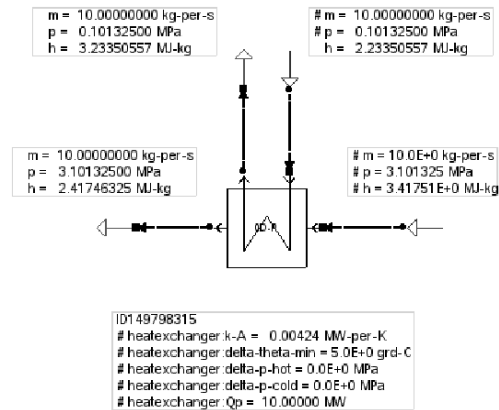 m = 10.00000000 kg-per-s
p = 0.10132500 MPa
h = 3.23350557 MJ-kg
# m = 10.00000000 kg-per-s
# p = 0.10132500 MPa
h = 2.23350557 MJ-kg
m = 10.00000000 kg-per-s
p = 3.10132500 MPa
h = 2.41746325 MJ-kg
# m = 10.0E+0 kg-per-s
# p = 3.101325 MPa
# h = 3.41751E+0 MJ-kg
ID149798315
# heatexchanger:k-A = 0.00424 MW-per-K
# heatexchanger:delta-theta-min = 5.0E+0 grd-C
# heatexchanger:delta-p-hot = 0.0E+0 MPa
# heatexchanger:delta-p-cold = 0.0E+0 MPa
# heatexchanger:Qp = 10.00000 MW